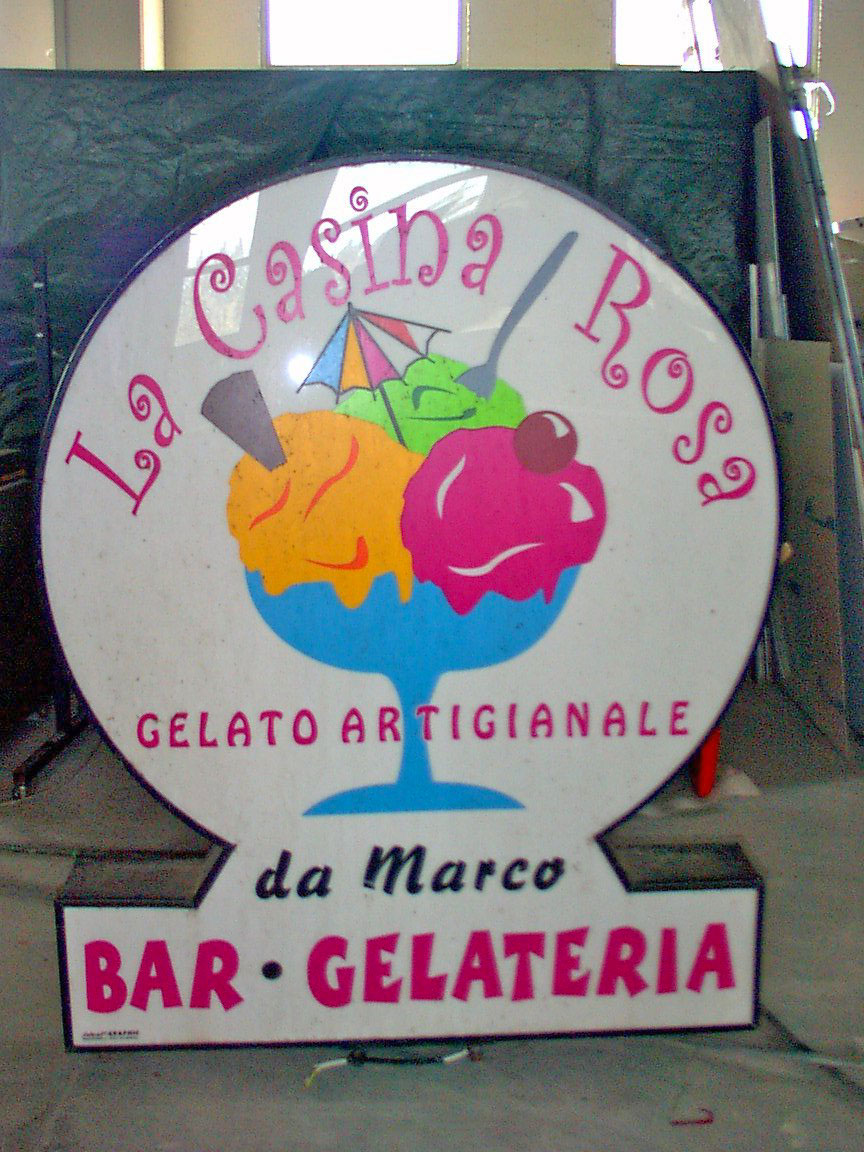 La Casina Rosa
GELATO ARTIGIANALE
da Marco
BAR • GELATERIA